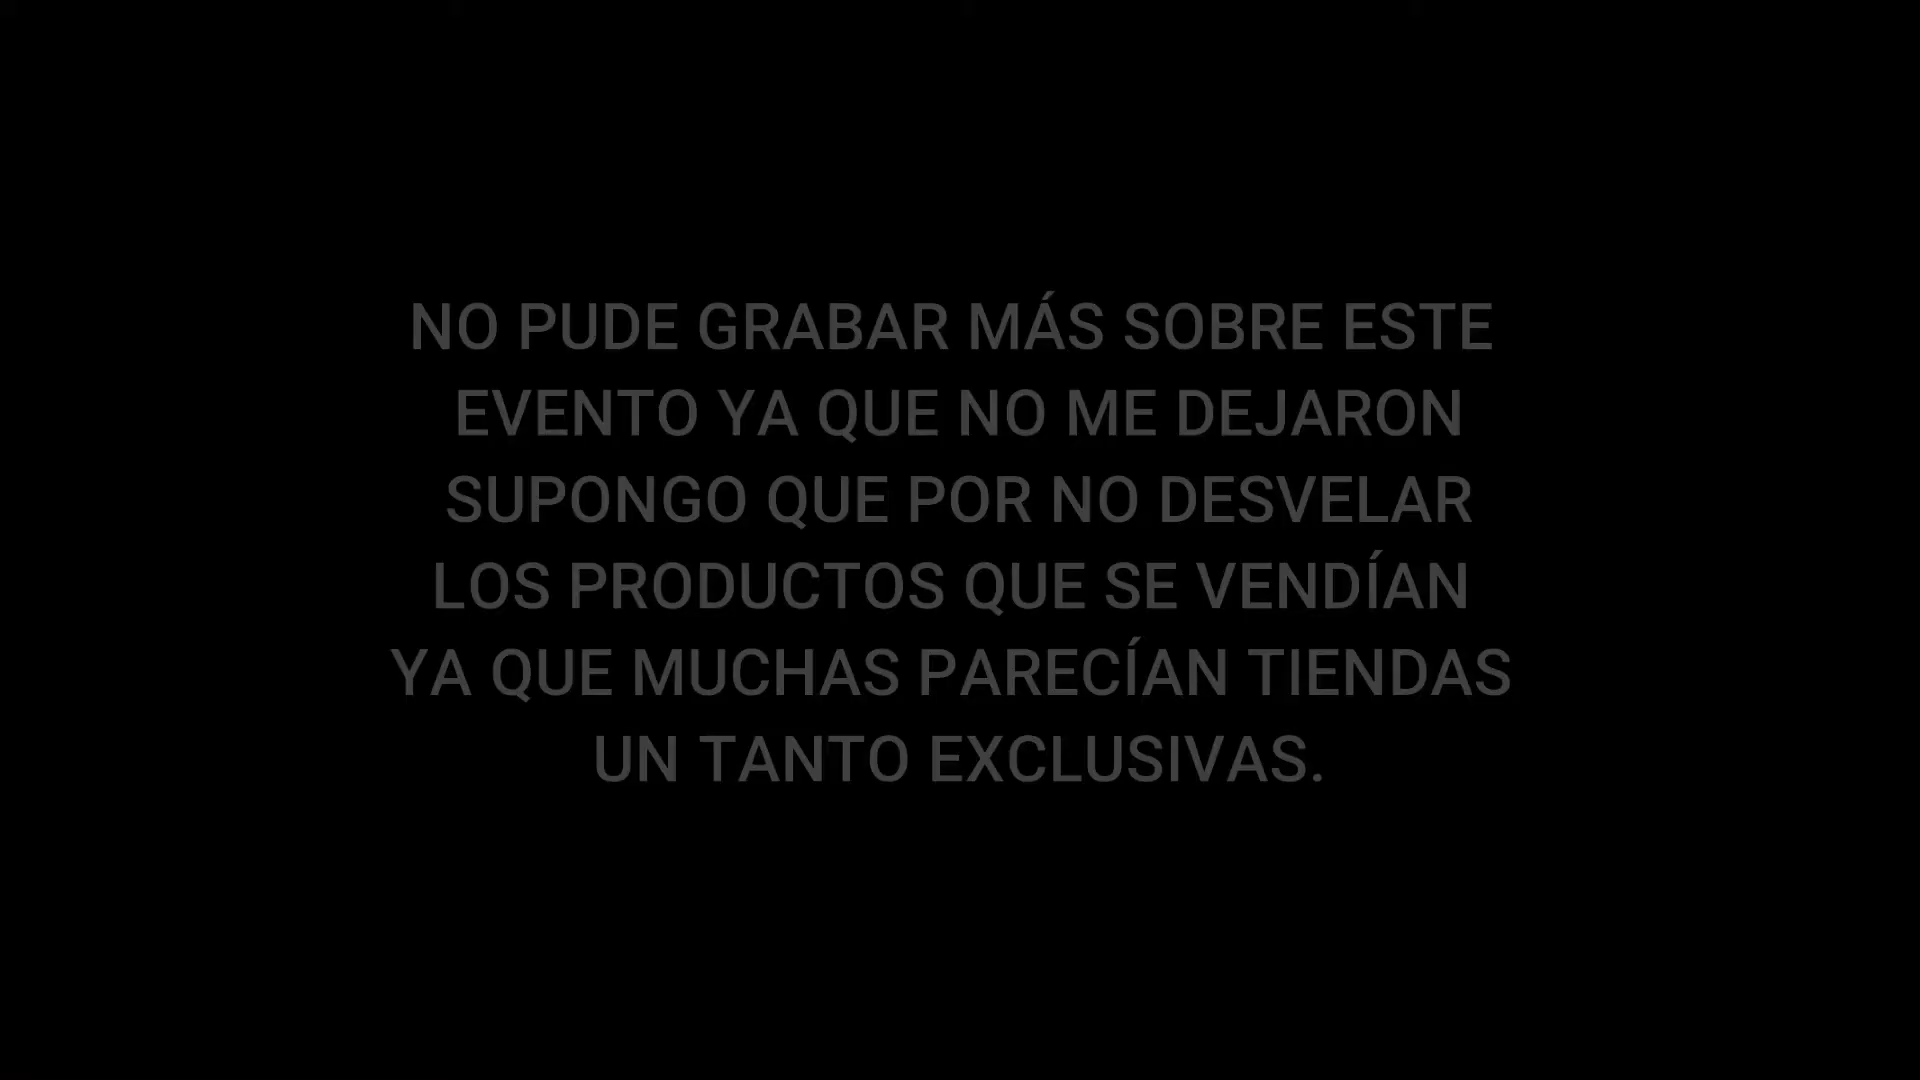 NO PUDE GRABAR MÁS SOBRE ESTE
EVENTO YA QUE NO ME DEJARON
SUPONGO QUE POR NO DESVELAR
LOS PRODUCTOS QUE SE VENDÍAN
YA QUE MUCHAS PARECÍAN TIENDAS
UN TANTO EXCLUSIVAS.